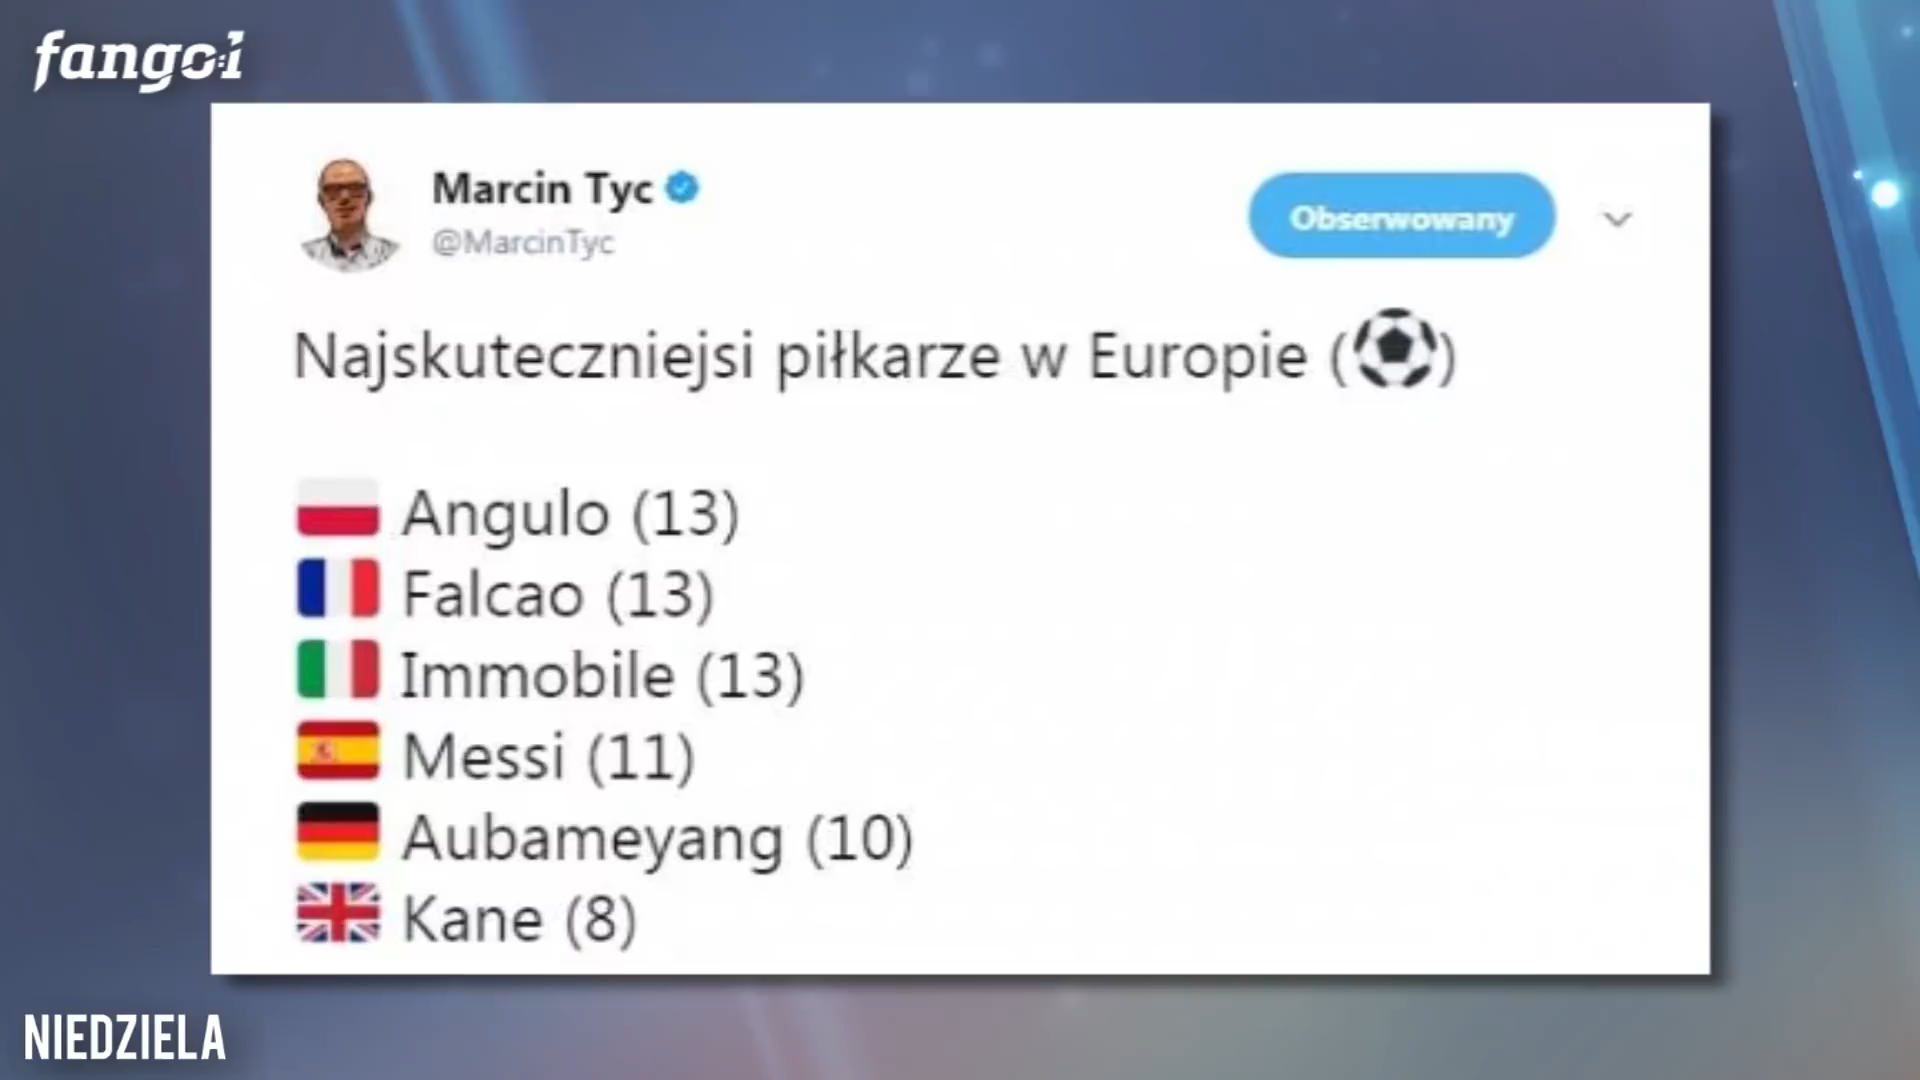 fangol
Marcin Tyc
@MarcinTyc
Obserwowany
Najskuteczniejsi piłkarze w Europie (⚽)
Angulo (13)
Falcao (13)
Immobile (13)
Messi (11)
Aubameyang (10)
Kane (8)
NIEDZIELA